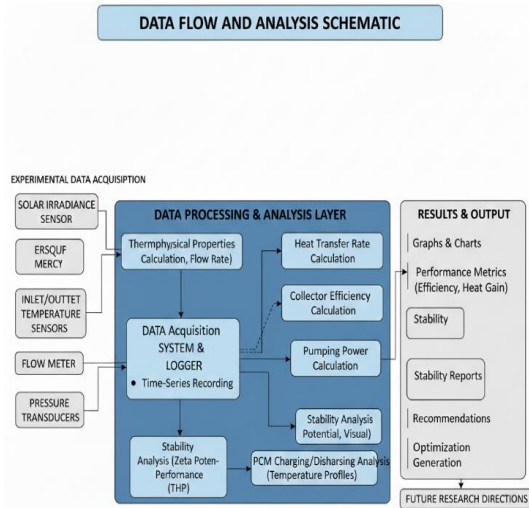 DATA FLOW AND ANALYSIS SCHEMATIC
EXPERIMENTAL DATA ACQUISIPTION
SOLAR IRRADIANCE
SENSOR
ERSQUF
MERCY
INLET/OUTTET
TEMPERATURE
SENSORS
FLOW METER
PRESSURE
TRANSDUCERS
DATA PROCESSING & ANALYSIS LAYER
Thermphysical Properties
Calculation, Flow Rate)
DATA Acquisition
SYSTEM &
LOGGER
• Time-Series Recording
Stability
Analysis (Zeta Poten-
Perfornance
(THP)
Heat Transfer Rate
Calculation
Collector Efficiency
Calculation
Pumping Power
Calculation
Stability Analysis
Potential, Visual)
PCM Charging/Disharsing Analysis
(Temperature Profiles)
RESULTS & OUTPUT
Graphs & Charts
Performance Metrics
(Efficiency, Heat Gain)
Stability
Stability Reports
Recommendations
Optimization
Generation
FUTURE RESEARCH DIRECTIONS